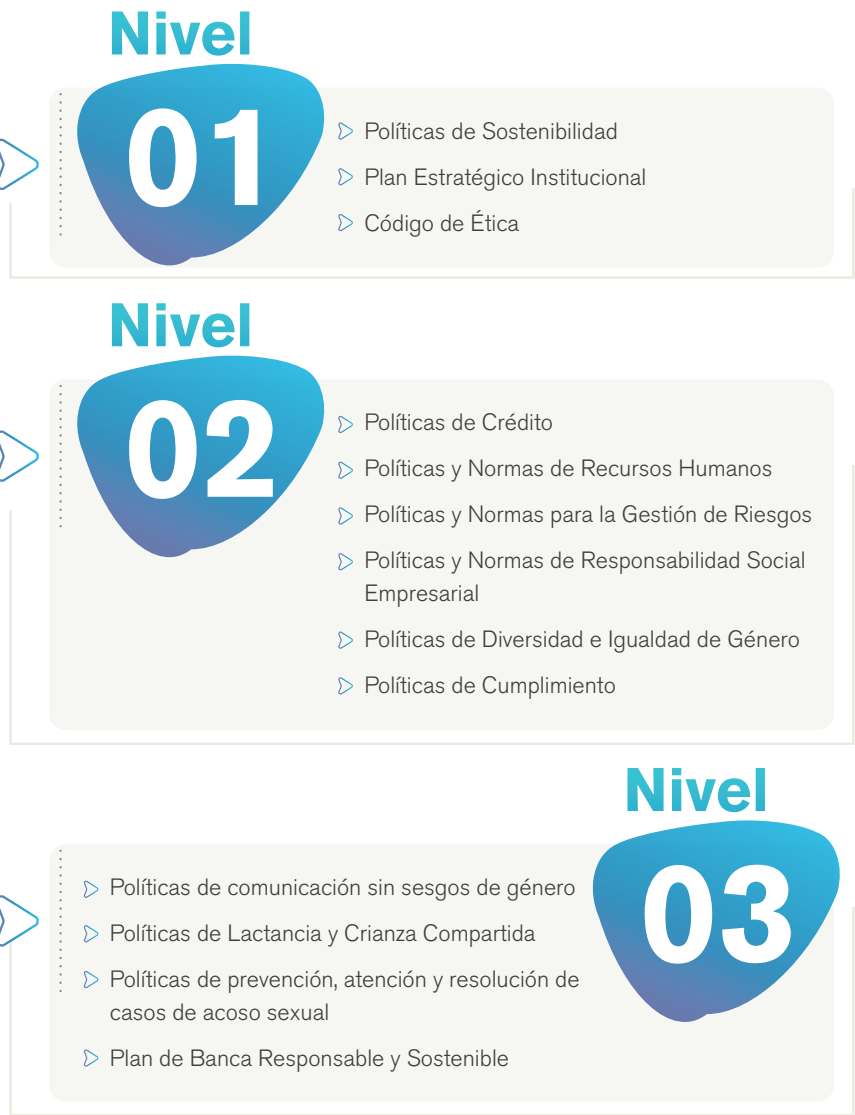 Nivel
01
Políticas de Sostenibilidad
Plan Estratégico Institucional
Código de Ética
Nivel
02
Políticas de Crédito
Políticas y Normas de Recursos Humanos
Políticas y Normas para la Gestión de Riesgos
Políticas y Normas de Responsabilidad Social
Empresarial
Políticas de Diversidad e Igualdad de Género
Políticas de Cumplimiento
Nivel
03
Políticas de comunicación sin sesgos de género
Políticas de Lactancia y Crianza Compartida
Políticas de prevención, atención y resolución de
casos de acoso sexual
Plan de Banca Responsable y Sostenible